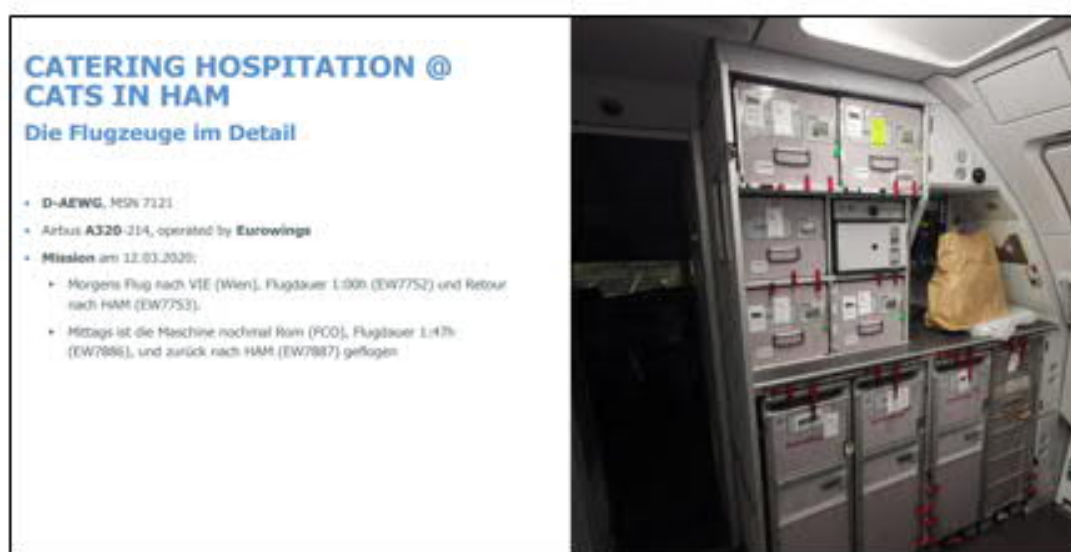 CATERING HOSPITATION @
CATS IN HAM
Die Flugzeuge im Detail
D-AEWG, MSN 7121
Airbus A320-214, operated by Eurowings
Mission am 12.03.2020:
Morgens Flug nach VIE (Wien), Flugdauer 1:00h (EW7752) und Retour
nach HAM (EW7753).
Mittags ist die Maschine nochmal Rom (FCO), Flugdauer 1:47h
(EW7886), und zurück nach HAM (EW7887) geflogen